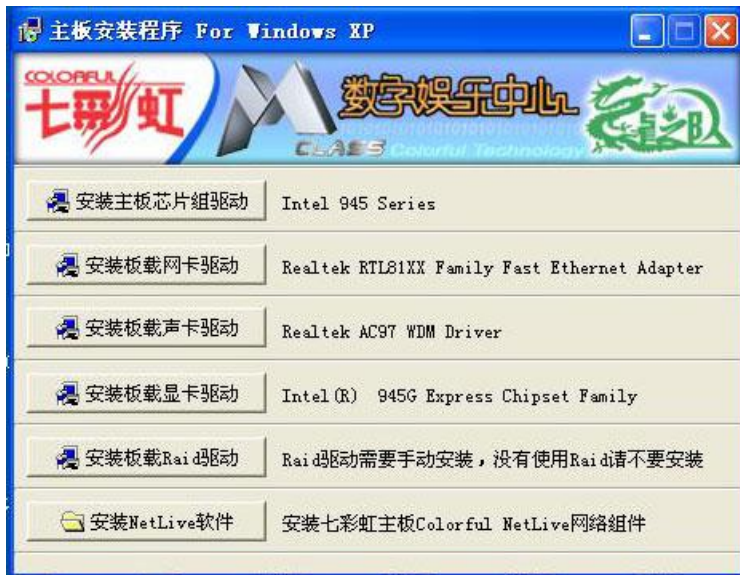 主板安装程序 For Windows XP
COLORFUL
七彩虹
M
CLASS
数字娱乐中心
Colorful Technology
安装主板芯片组驱动 Intel 945 Series
安装板载网卡驱动 Realtek RTL81XX Family Fast Ethernet Adapter
安装板载声卡驱动 Realtek AC97 WDM Driver
安装板载显卡驱动 Intel(R) 945G Express Chipset Family
安装板载Raid驱动 Raid驱动需要手动安装，没有使用Raid请不要安装
安装NetLive软件 安装七彩虹主板Colorful NetLive网络组件